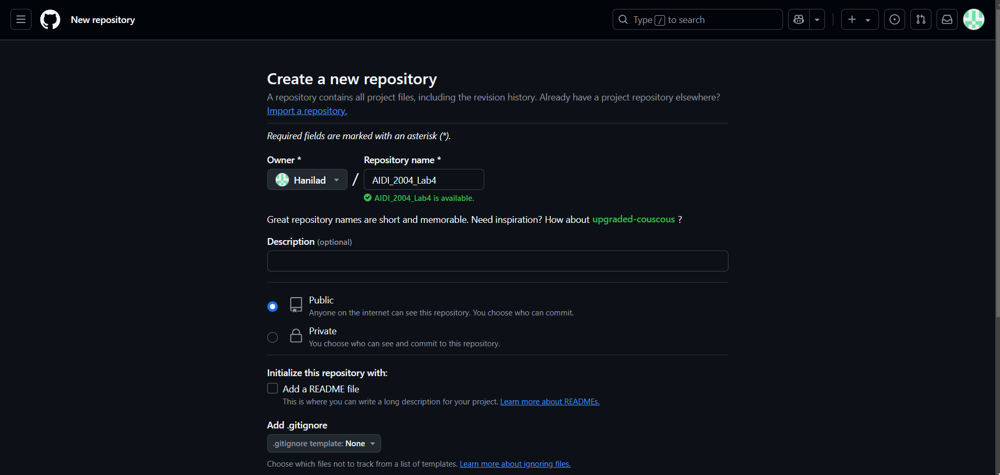 New repository
Type / to search
Create a new repository
A repository contains all project files, including the revision history. Already have a project repository elsewhere?
Import a repository.
Required fields are marked with an asterisk (*).
Owner * Repository name *
Hanilad / AIDI_2004_Lab4
AIDI_2004_Lab4 is available.
Great repository names are short and memorable. Need inspiration? How about upgraded-couscous ?
Description (optional)
Public
Anyone on the internet can see this repository. You choose who can commit.
Private
You choose who can see and commit to this repository.
Initialize this repository with:
Add a README file
This is where you can write a long description for your project. Learn more about READMEs.
Add .gitignore
.gitignore template: None
Choose which files not to track from a list of templates. Learn more about ignoring files.